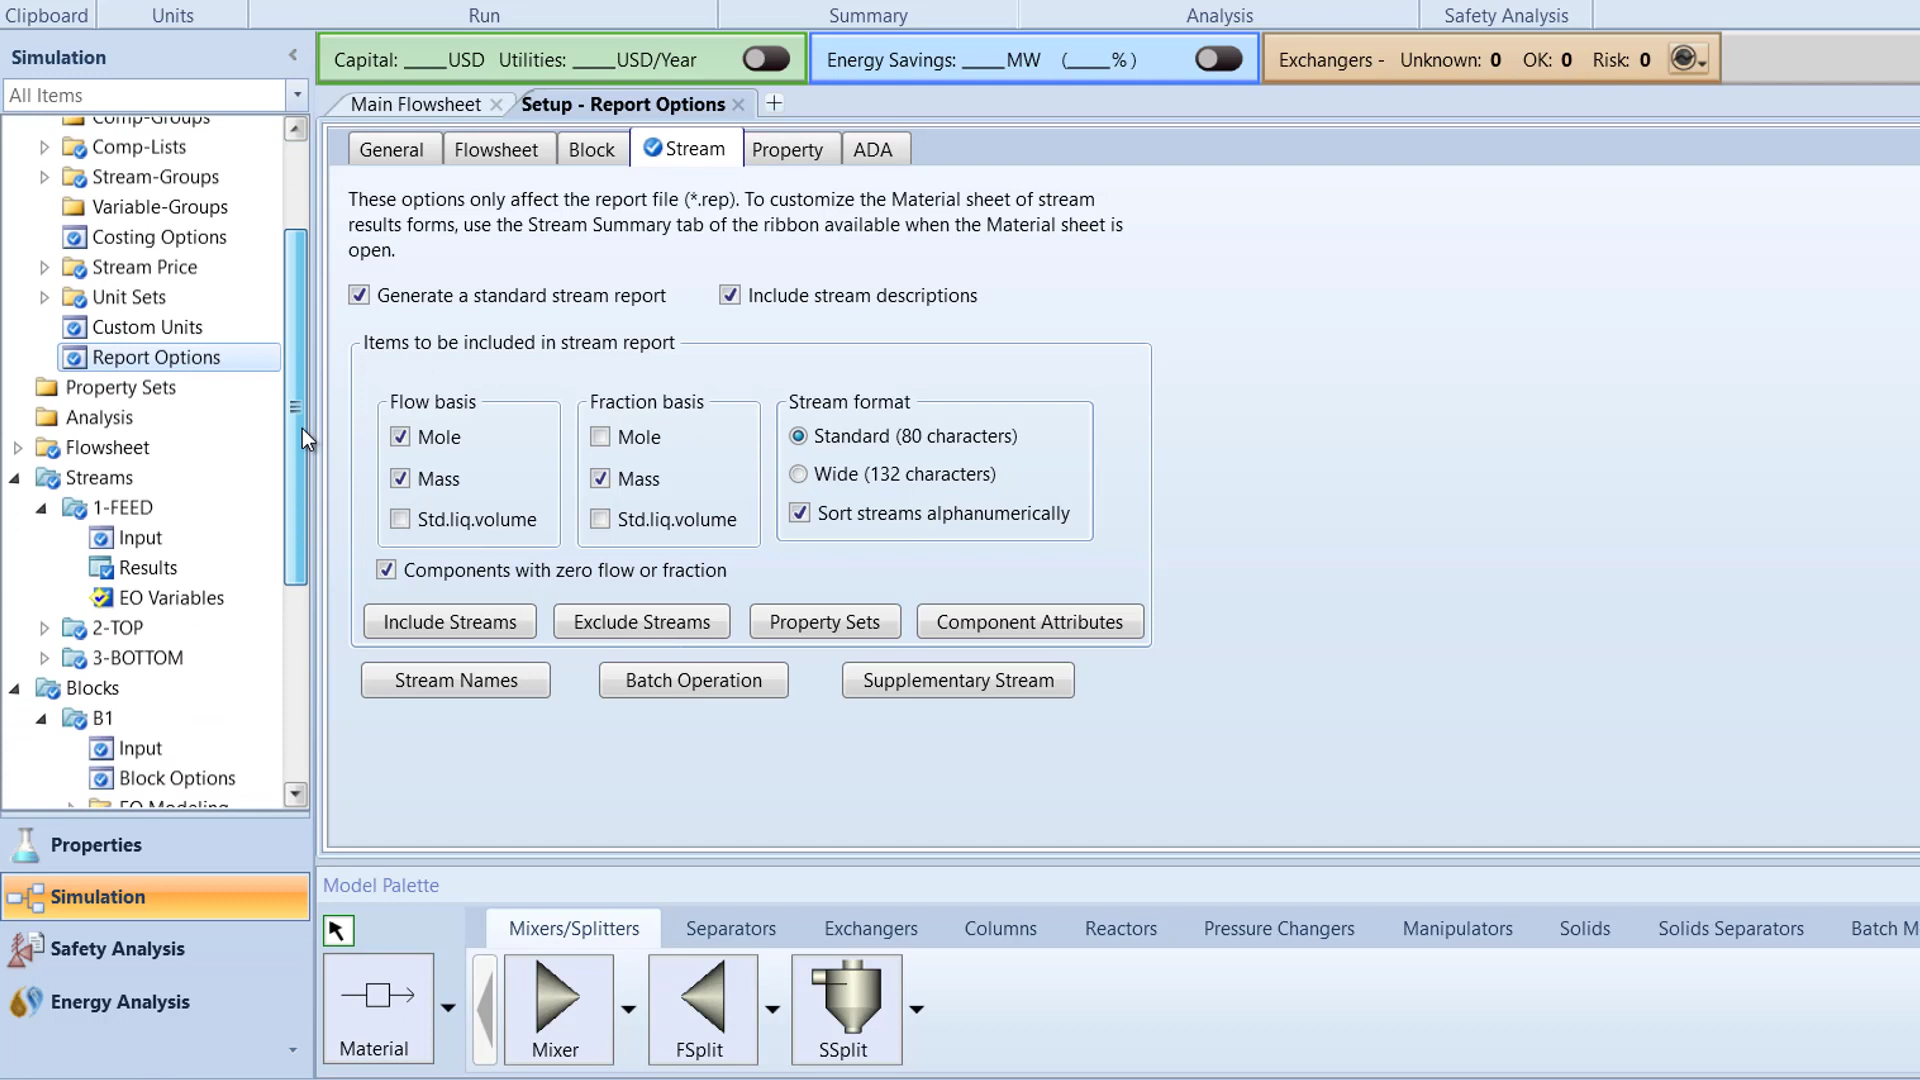 Clipboard Units Run Summary Analysis Safety Analysis
Simulation
All Items
Capital: ____USD Utilities: ____USD/Year
Energy Savings: ____MW (____%)
Exchangers - Unknown: 0 OK: 0 Risk: 0
Main Flowsheet
Setup - Report Options
General Flowsheet Block Stream Property ADA
Comp-Groups
Comp-Lists
Stream-Groups
Variable-Groups
Costing Options
Stream Price
Unit Sets
Custom Units
Report Options
Property Sets
Analysis
Flowsheet
Streams
1-FEED
Input
Results
EO Variables
2-TOP
3-BOTTOM
Blocks
B1
Input
Block Options
EO Modeling
Properties
Simulation
Safety Analysis
Energy Analysis
These options only affect the report file (*.rep). To customize the Material sheet of stream
results forms, use the Stream Summary tab of the ribbon available when the Material sheet is
open.
Generate a standard stream report
Include stream descriptions
Items to be included in stream report
Flow basis
Mole
Mass
Std.liq.volume
Fraction basis
Mole
Mass
Std.liq.volume
Stream format
Standard (80 characters)
Wide (132 characters)
Sort streams alphanumerically
Components with zero flow or fraction
Include Streams Exclude Streams Property Sets Component Attributes
Stream Names Batch Operation Supplementary Stream
Model Palette
Mixers/Splitters Separators Exchangers Columns Reactors Pressure Changers Manipulators Solids Solids Separators Batch M
Material Mixer FSplit SSplit